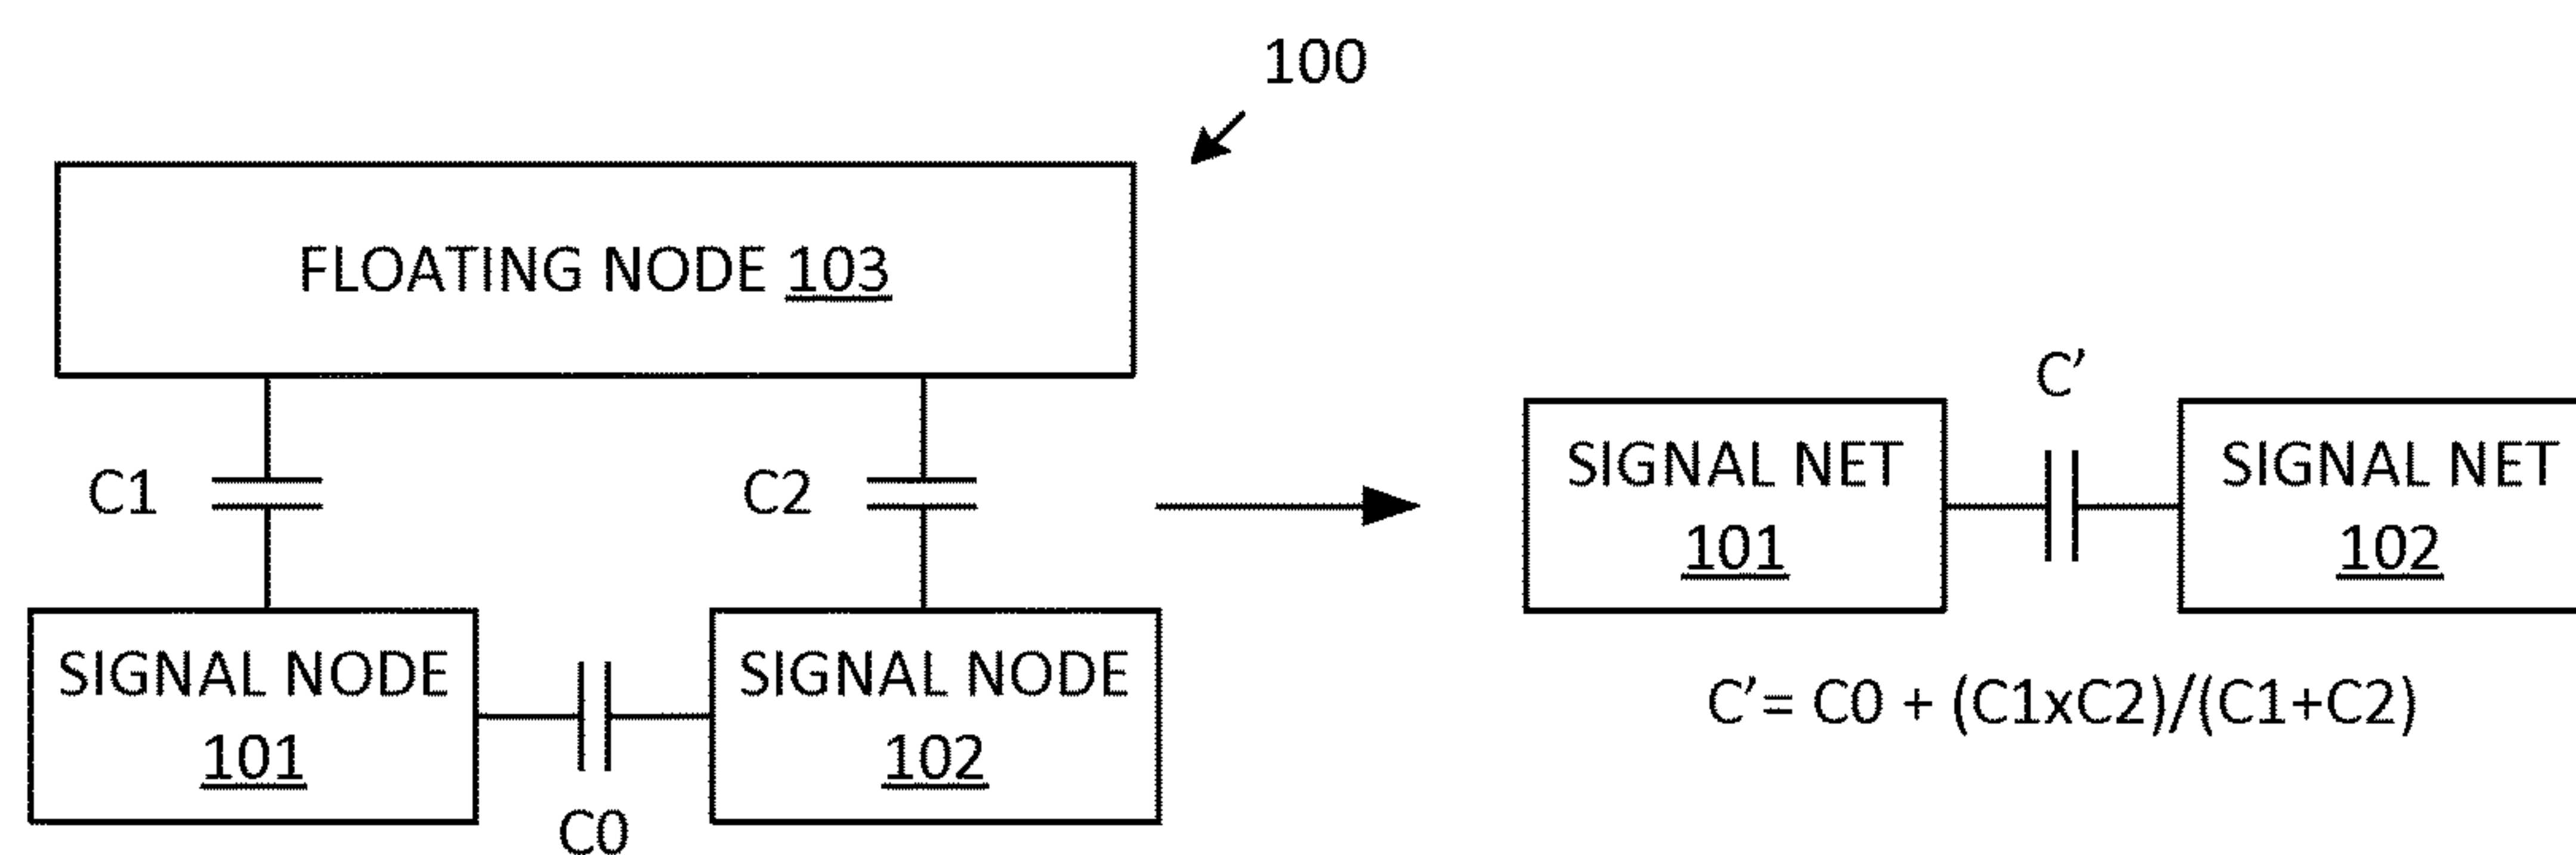 100
FLOATING NODE 103
C1
C2
SIGNAL NODE
101
SIGNAL NODE
102
C0
C'
SIGNAL NET
101
SIGNAL NET
102
C'= C0 + (C1xC2)/(C1+C2)